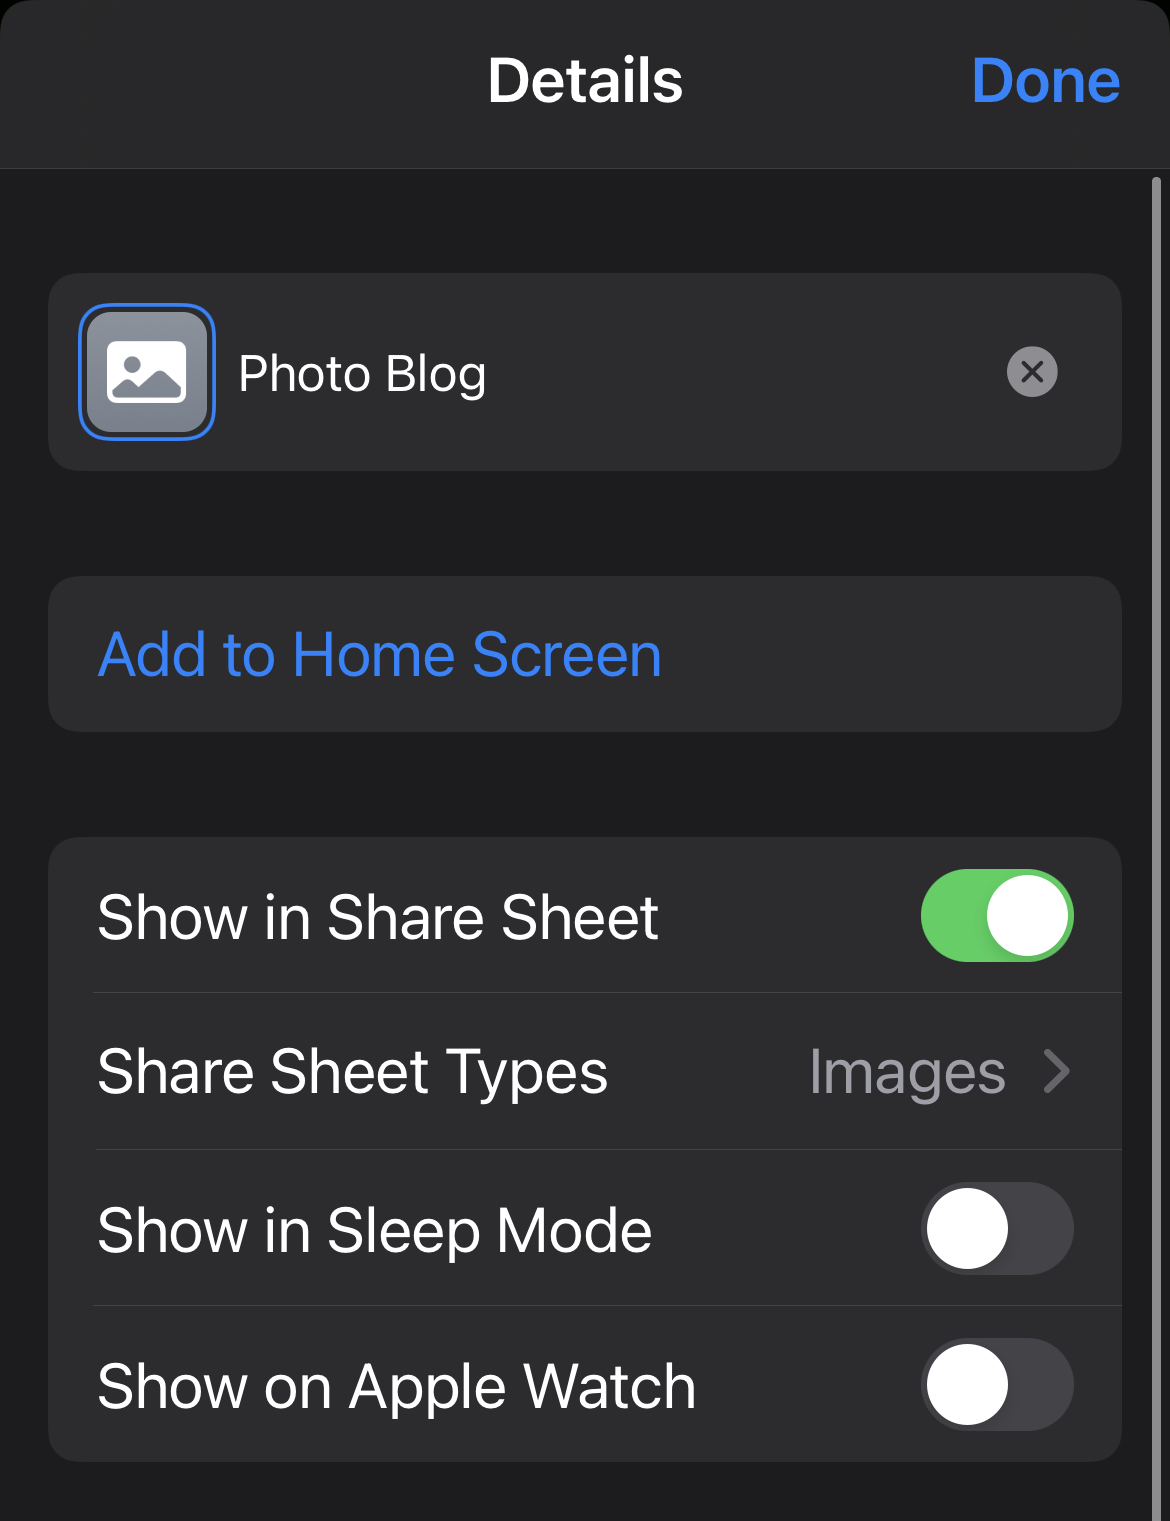 Details
Done
Photo Blog
Add to Home Screen
Show in Share Sheet
Share Sheet Types
Images
Show in Sleep Mode
Show on Apple Watch